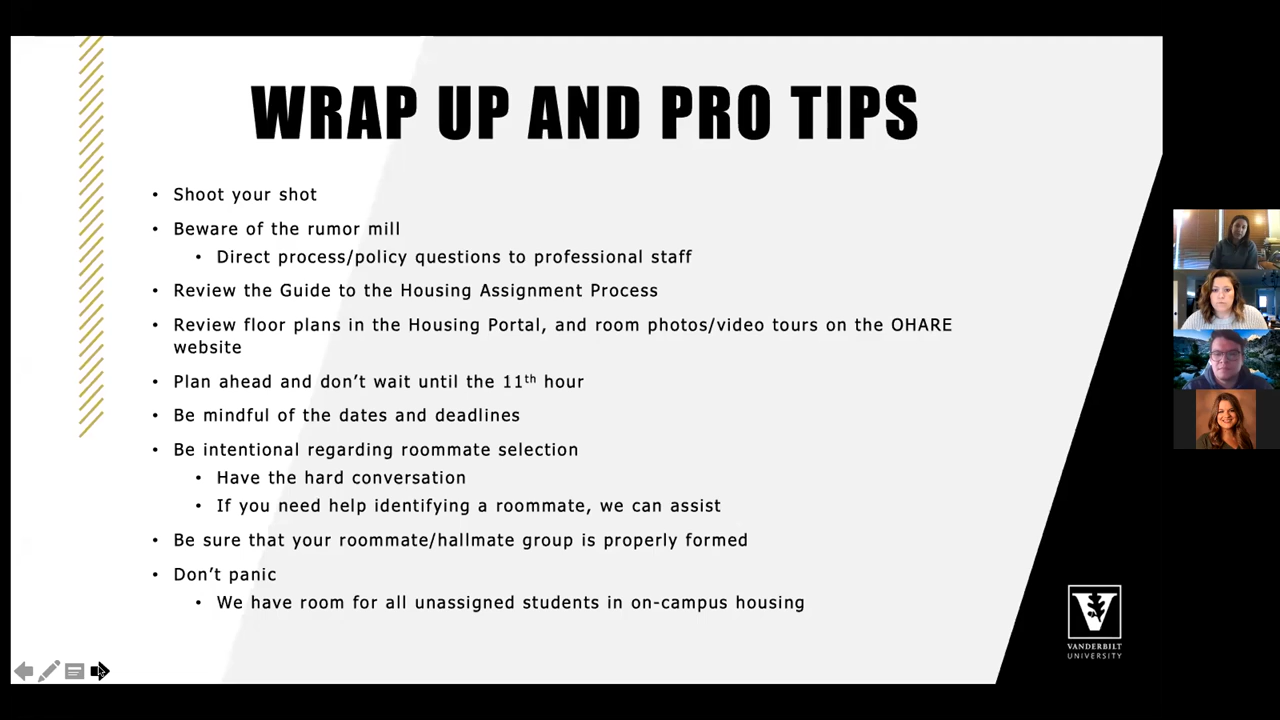 WRAP UP AND PRO TIPS
• Shoot your shot
• Beware of the rumor mill
• Direct process/policy questions to professional staff
• Review the Guide to the Housing Assignment Process
• Review floor plans in the Housing Portal, and room photos/video tours on the OHARE
website
• Plan ahead and don’t wait until the 11th hour
• Be mindful of the dates and deadlines
• Be intentional regarding roommate selection
• Have the hard conversation
• If you need help identifying a roommate, we can assist
• Be sure that your roommate/hallmate group is properly formed
• Don’t panic
• We have room for all unassigned students in on-campus housing
V
VANDERBILT
UNIVERSITY